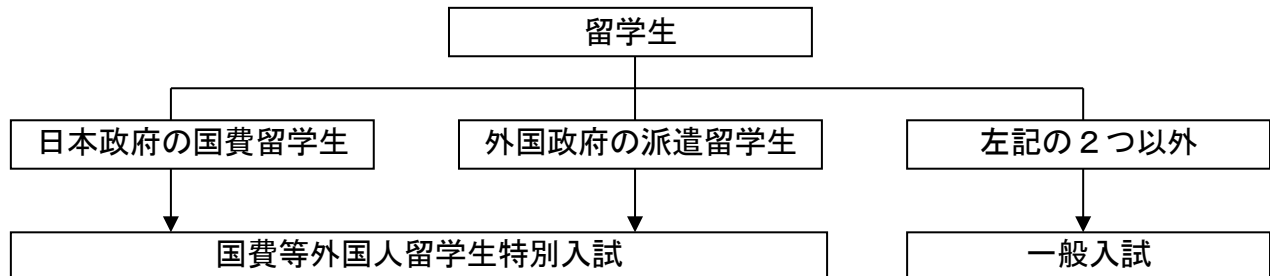 留学生
日本政府の国費留学生
外国政府の派遣留学生
左記の２つ以外
国費等外国人留学生特別入試
一般入試